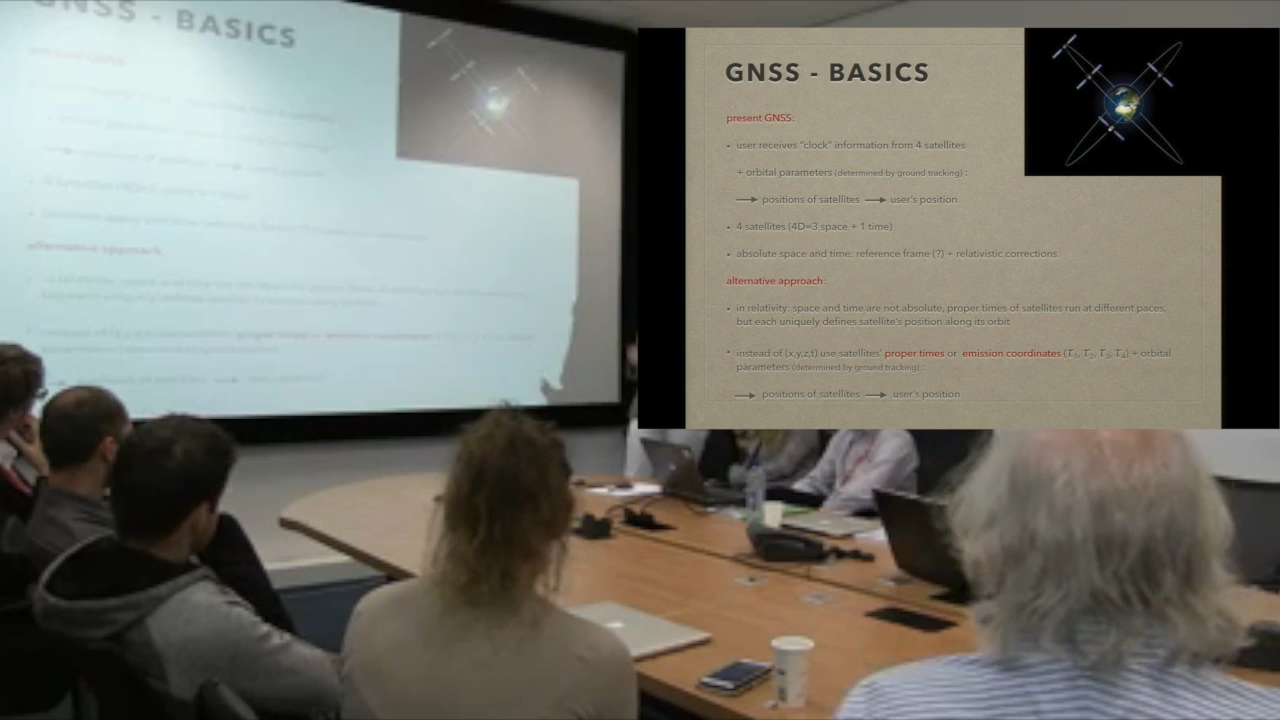 GNSS - BASICS
GNSS - BASICS
present GNSS:
• user receives "clock" information from 4 satellites
+ orbital parameters (determined by ground tracking) :
→ positions of satellites → user's position
• 4 satellites (4D=3 space + 1 time)
• absolute space and time: reference frame (?) + relativistic corrections
alternative approach:
• in relativity: space and time are not absolute, proper times of satellites run at different paces,
but each uniquely defines satellite's position along its orbit
• instead of (x,y,z,t) use satellites' proper times or emission coordinates (τ₁, τ₂, τ₃, τ₄) + orbital
parameters (determined by ground tracking) :
→ positions of satellites → user's position